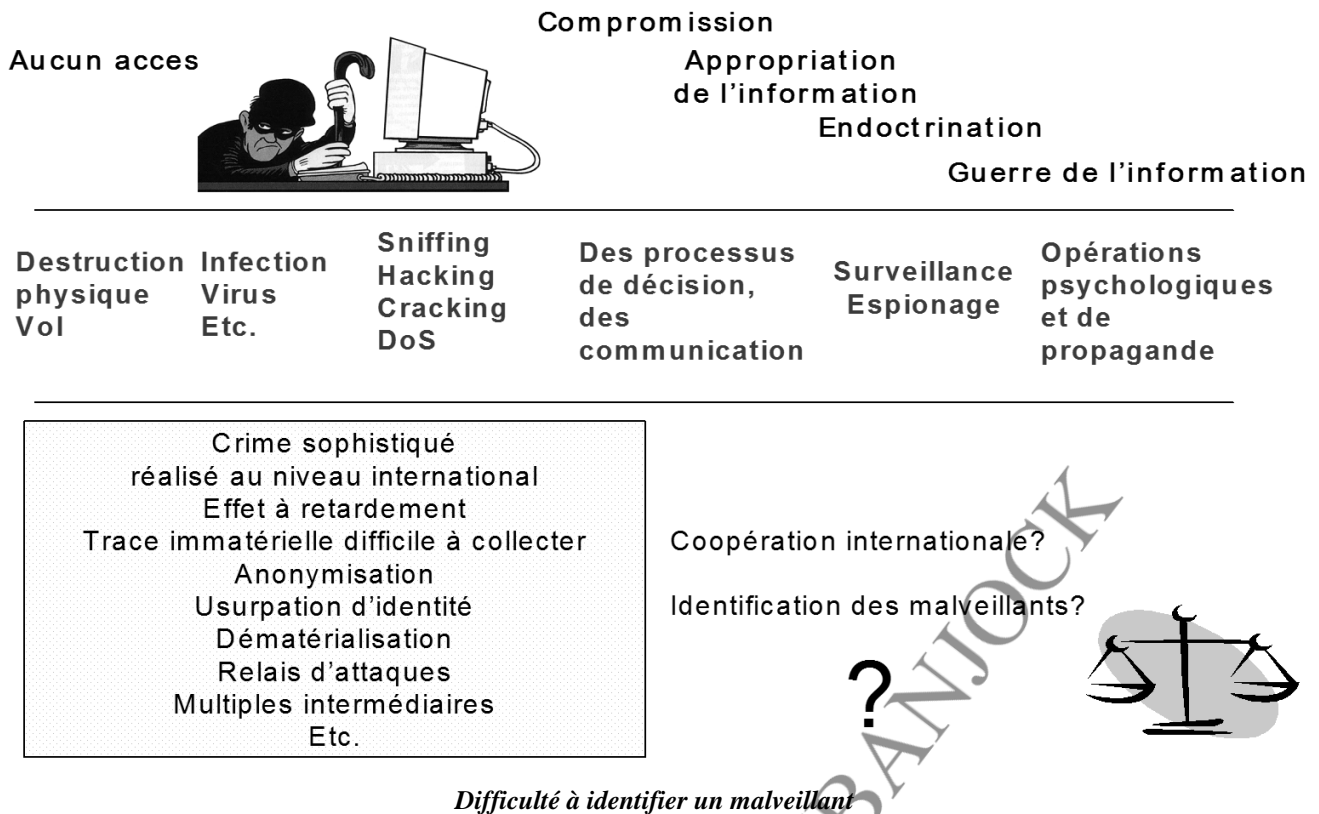 Compromission
Aucun acces
Appropriation
de l'information
Endoctrination
Guerre de l'information
Destruction
physique
Vol
Infection
Virus
Etc.
Sniffing
Hacking
Cracking
DoS
Des processus
de décision,
des
communication
Surveillance
Espionage
Opérations
psychologiques
et de
propagande
Crime sophistiqué
réalisé au niveau international
Effet à retardement
Trace immatérielle difficile à collecter
Anonymisation
Usurpation d'identité
Dématérialisation
Relais d'attaques
Multiples intermédiaires
Etc.
Coopération internationale?
Identification des malveillants?
?
BANJOCK
Difficulté à identifier un malveillant